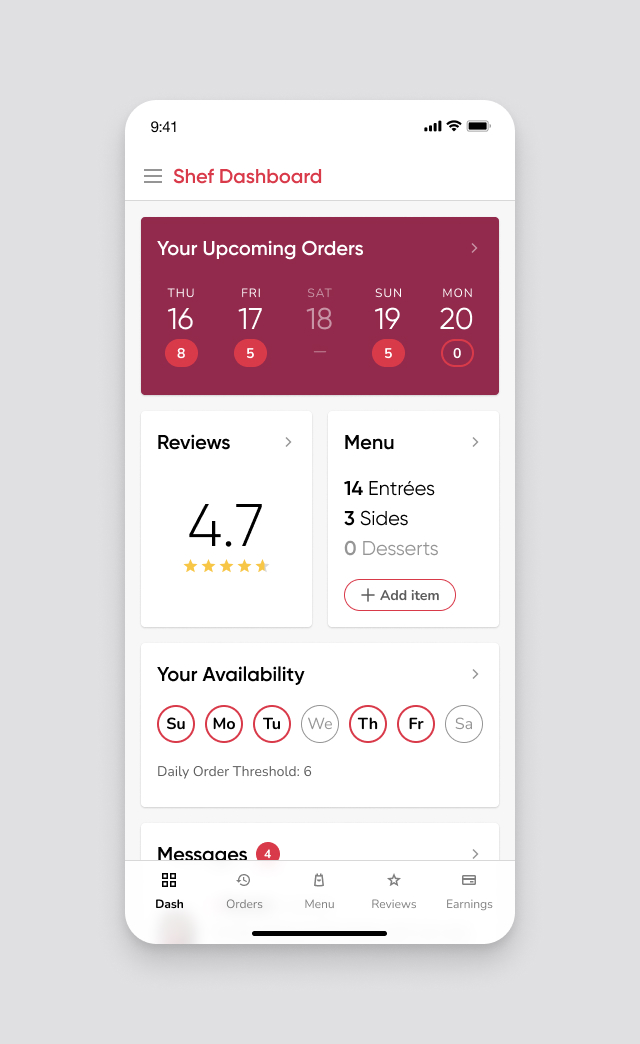 9:41
Shef Dashboard
Your Upcoming Orders
THU FRI SAT SUN MON
16 17 18 19 20
8 5 — 5 0
Reviews
4.7
Menu
14 Entrées
3 Sides
0 Desserts
+ Add item
Your Availability
Su Mo Tu We Th Fr Sa
Daily Order Threshold: 6
Messages 4
Dash Orders Menu Reviews Earnings